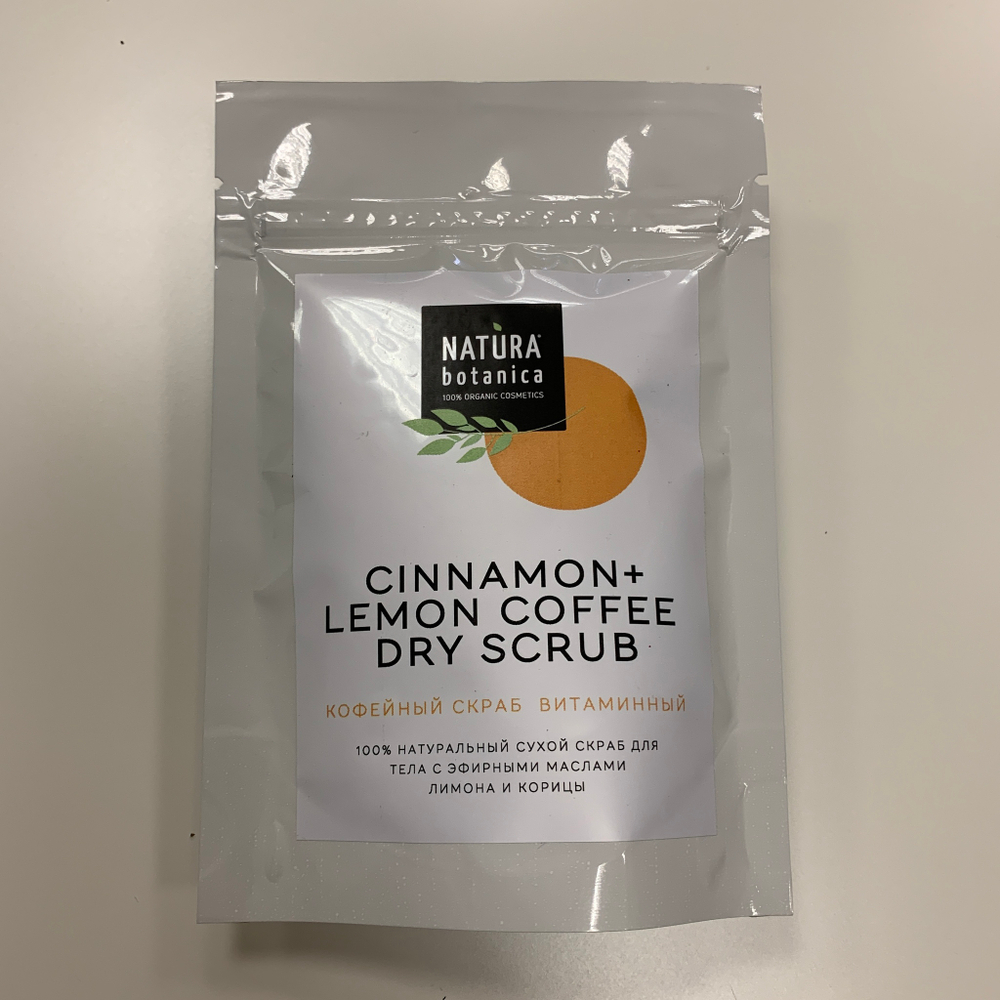 NATURA®
botanica
100% ORGANIC COSMETICS
CINNAMON+
LEMON COFFEE
DRY SCRUB
КОФЕЙНЫЙ СКРАБ ВИТАМИННЫЙ
100% НАТУРАЛЬНЫЙ СУХОЙ СКРАБ ДЛЯ
ТЕЛА С ЭФИРНЫМИ МАСЛАМИ
ЛИМОНА И КОРИЦЫ